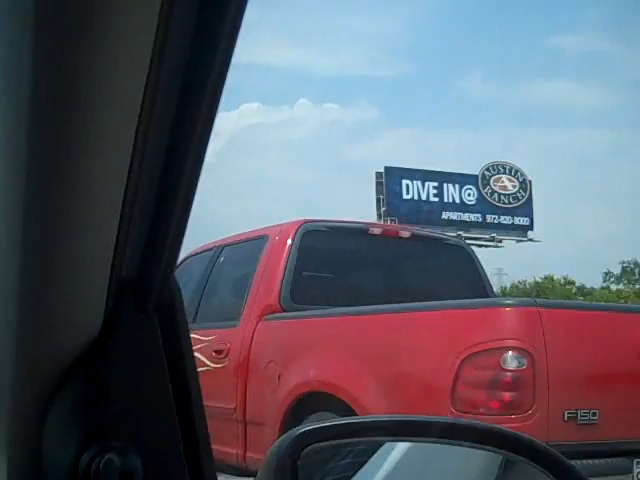 DIVE IN@
AUSTIN
RANCH
APARTMENTS 972-820-8000
F150